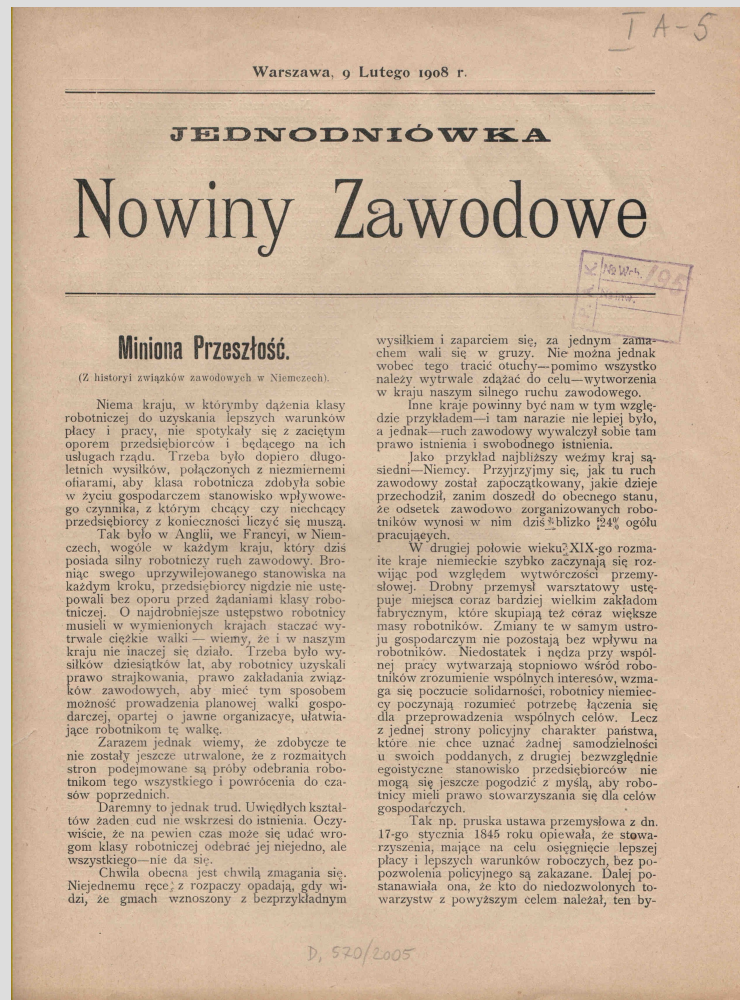 I A-5
Warszawa, 9 Lutego 1908 r.
JEDNODNIÓWKA
Nowiny Zawodowe
No Wch. 195
Miniona Przeszłość.
(Z historyi związków zawodowych w Niemczech).
Niema kraju, w którymby dążenia klasy
robotniczej do uzyskania lepszych warunków
płacy i pracy, nie spotykały się z zaciętym
oporem przedsiębiorców i będącego na ich
usługach rządu. Trzeba było dopiero długo-
letnich wysiłków, połączonych z niezmiernemi
ofiarami, aby klasa robotnicza zdobyła sobie
w życiu gospodarczem stanowisko wpływowe-
go czynnika, z którym chcący czy niechcący
przedsiębiorcy z konieczności liczyć się muszą.
Tak było w Anglii, we Francyi, w Niem-
czech, wogóle w każdym kraju, który dziś
posiada silny robotniczy ruch zawodowy. Bro-
niąc swego uprzywilejowanego stanowiska na
każdym kroku, przedsiębiorcy nigdzie nie ustę-
powali bez oporu przed żądaniami klasy robo-
tniczej. O najdrobniejsze ustępstwo robotnicy
musieli w wymienionych krajach staczać wy-
trwale ciężkie walki — wiemy, że i w naszym
kraju nie inaczej się działo. Trzeba było wy-
siłków dziesiątków lat, aby robotnicy uzyskali
prawo strajkowania, prawo zakładania związ-
ków zawodowych, aby mieć tym sposobem
możność prowadzenia planowej walki gospo-
darczej, opartej o jawne organizacye, ułatwia-
jące robotnikom tę walkę.
Zarazem jednak wiemy, że zdobycze te
nie zostały jeszcze utrwalone, że z rozmaitych
stron podejmowane są próby odebrania robo-
tnikom tego wszystkiego i powrócenia do cza-
sów poprzednich.
Daremny to jednak trud. Uwiędłych kształ-
tów żaden cud nie wskrzesi do istnienia. Oczy-
wiście, że na pewien czas może się udać wro-
gom klasy robotniczej odebrać jej niejedno, ale
wszystkiego—nie da się.
Chwila obecna jest chwilą zmagania się.
Niejednemu ręce z rozpaczy opadają, gdy wi-
dzi, że gmach wznoszony z bezprzykładnym
wysiłkiem i zaparciem się, za jednym zama-
chem wali się w gruzy. Nie można jednak
wobec tego tracić otuchy—pomimo wszystko
należy wytrwale zdążać do celu—wytworzenia
w kraju naszym silnego ruchu zawodowego.
Inne kraje powinny być nam w tym wzglę-
dzie przykładem—i tam narazie nie lepiej było,
a jednak—ruch zawodowy wywalczył sobie tam
prawo istnienia i swobodnego istnienia.
Jako przykład najbliższy weźmy kraj są-
siedni—Niemcy. Przyjrzyjmy się, jak tu ruch
zawodowy został zapoczątkowany, jakie dzieje
przechodził, zanim doszedł do obecnego stanu,
że odsetek zawodowo zorganizowanych robo-
tników wynosi w nim dziś blizko 24% ogółu
pracujących.
W drugiej połowie wieku XIX-go rozma-
ite kraje niemieckie szybko zaczynają się roz-
wijąc pod względem wytwórczości przemy-
słowej. Drobny przemysł warsztatowy ustę-
puje miejsca coraz bardziej wielkim zakładom
fabrycznym, które skupiają też coraz większe
masy robotników. Zmiany te w samym ustro-
ju gospodarczym nie pozostają bez wpływu na
robotników. Niedostatek i nędza przy wspól-
nej pracy wytwarzają stopniowo wśród robo-
tników zrozumienie wspólnych interesów, wzma-
ga się poczucie solidarności, robotnicy niemiec-
cy poczynają rozumieć potrzebę łączenia się
dla przeprowadzenia wspólnych celów. Lecz
z jednej strony policyjny charakter państwa,
które nie chce uznać żadnej samodzielności
u swoich poddanych, z drugiej bezwzględnie
egoistyczne stanowisko przedsiębiorców nie
mogą się jeszcze pogodzić z myślą, aby robo-
tnicy mieli prawo stowarzyszania się dla celów
gospodarczych.
Tak np. pruska ustawa przemysłowa z dn.
17-go stycznia 1845 roku opiewała, że stowa-
rzyszenia, mające na celu osięgnięcie lepszej
płacy i lepszych warunków roboczych, bez po-
pozwolenia policyjnego są zakazane. Dalej po-
stanawiała ona, że kto do niedozwolonych to-
warzystw z powyższym celem należał, ten by-
D, 570/2005